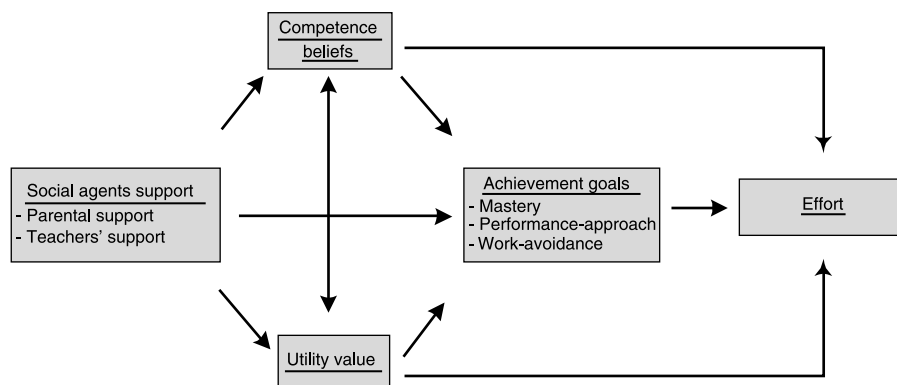 Competence
beliefs
Social agents support
- Parental support
- Teachers' support
Achievement goals
- Mastery
- Performance-approach
- Work-avoidance
Effort
Utility value